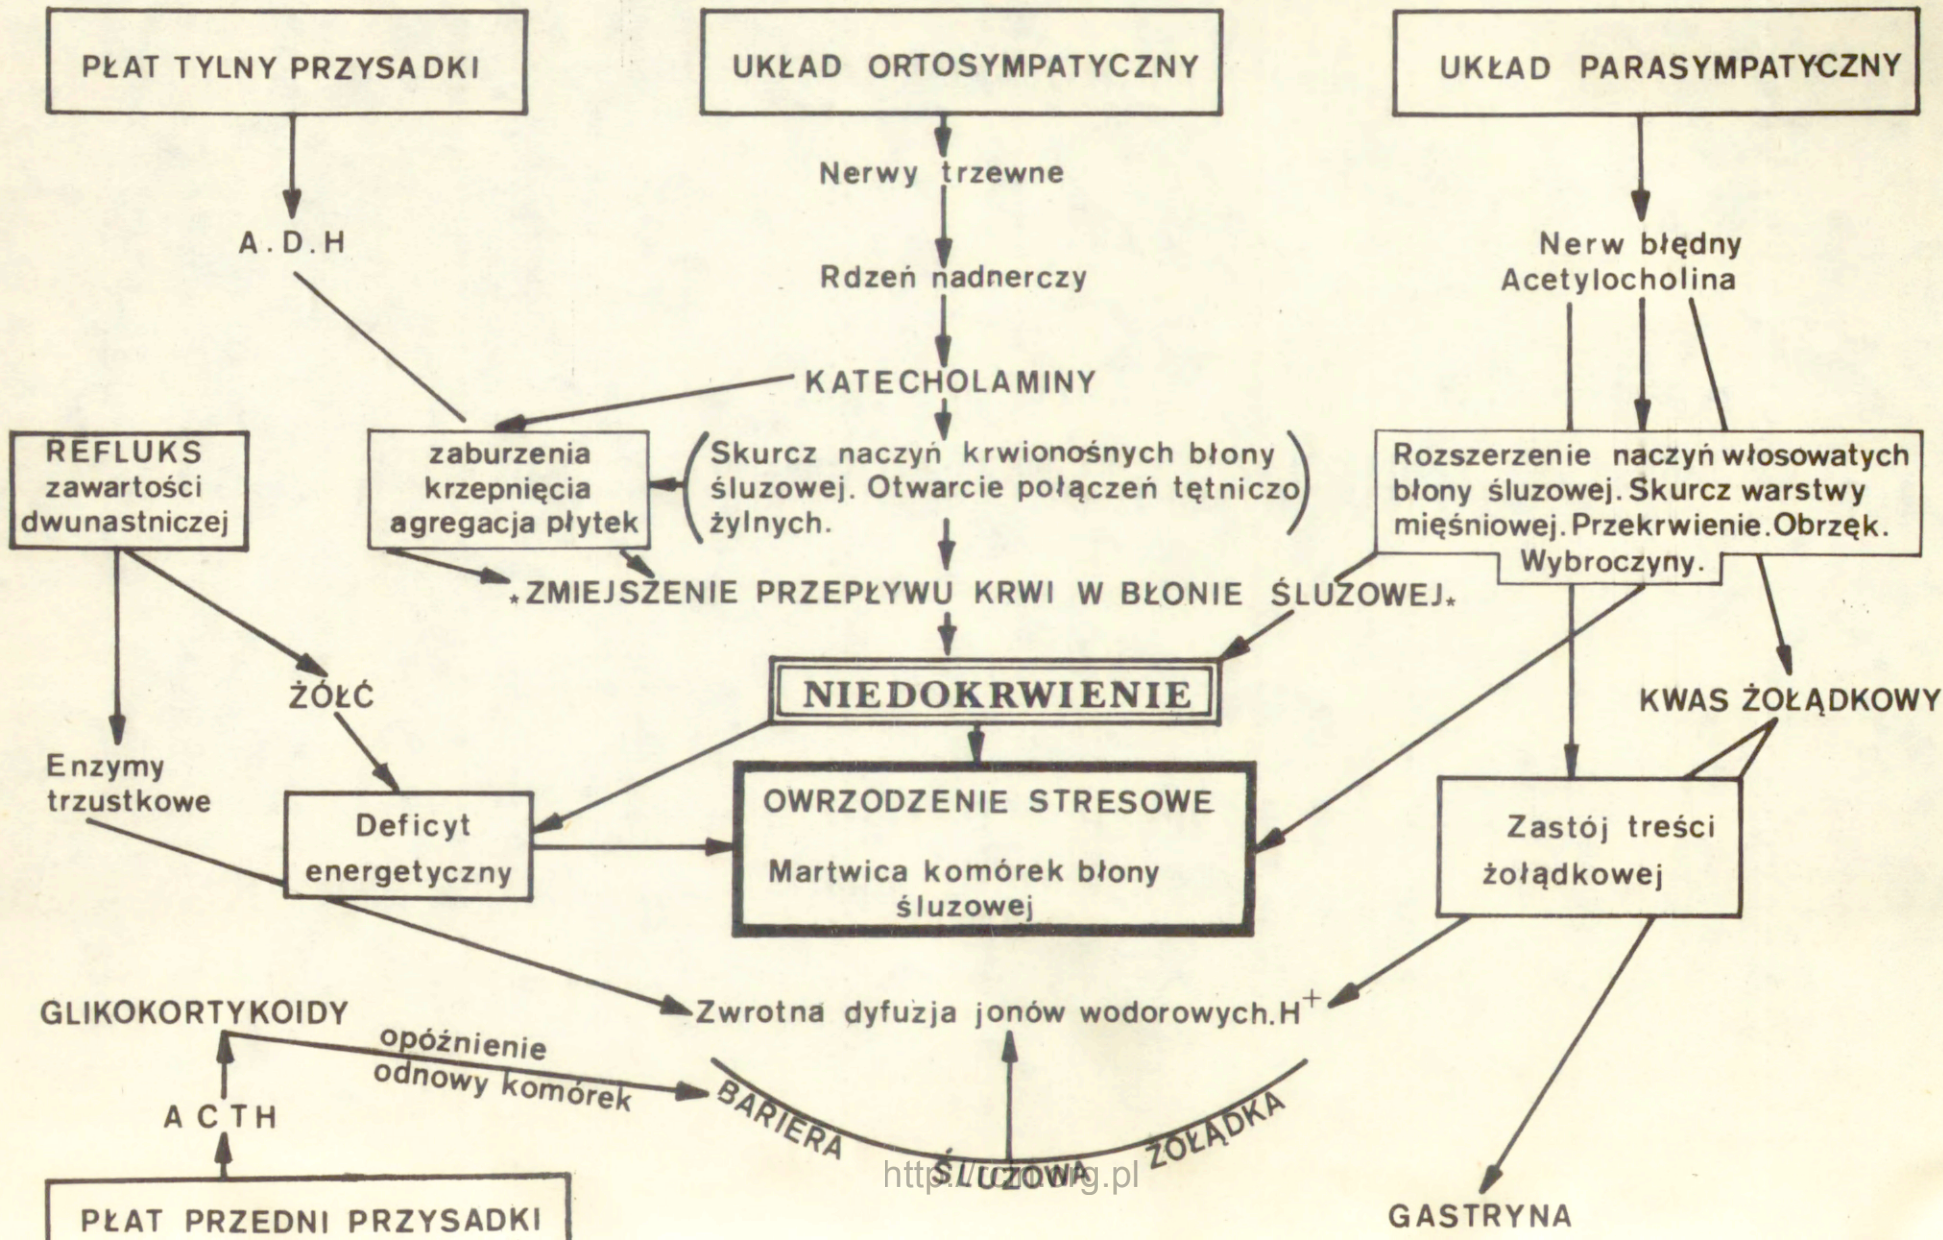 PŁAT TYLNY PRZYSADKI
UKŁAD ORTOSYMPATYCZNY
UKŁAD PARASYMPATYCZNY
Nerwy trzewne
A.D.H
Nerw błędny
Acetylocholina
Rdzeń nadnerczy
KATECHOLAMINY
REFLUKS
zawartości
dwunastniczej
zaburzenia
krzepnięcia
agregacja płytek
Skurcz naczyń krwionośnych błony
śluzowej. Otwarcie połączeń tętniczo
żylnych.
Rozszerzenie naczyń włosowatych
błony śluzowej. Skurcz warstwy
mięśniowej. Przekrwienie. Obrzęk.
Wybroczyny.
*ZMIEJSZENIE PRZEPŁYWU KRWI W BŁONIE ŚLUZOWEJ*
ŻÓŁĆ
NIEDOKRWIENIE
KWAS ŻOŁĄDKOWY
Enzymy
trzustkowe
Deficyt
energetyczny
OWRZODZENIE STRESOWE
Martwica komórek błony
śluzowej
Zastój treści
żołądkowej
GLIKOKORTYKOIDY
Zwrotna dyfuzja jonów wodorowych.H+
opóźnienie
odnowy komórek
ACTH
BARIERA ŚLUZOWA ŻOŁĄDKA
PŁAT PRZEDNI PRZYSADKI
GASTRYNA